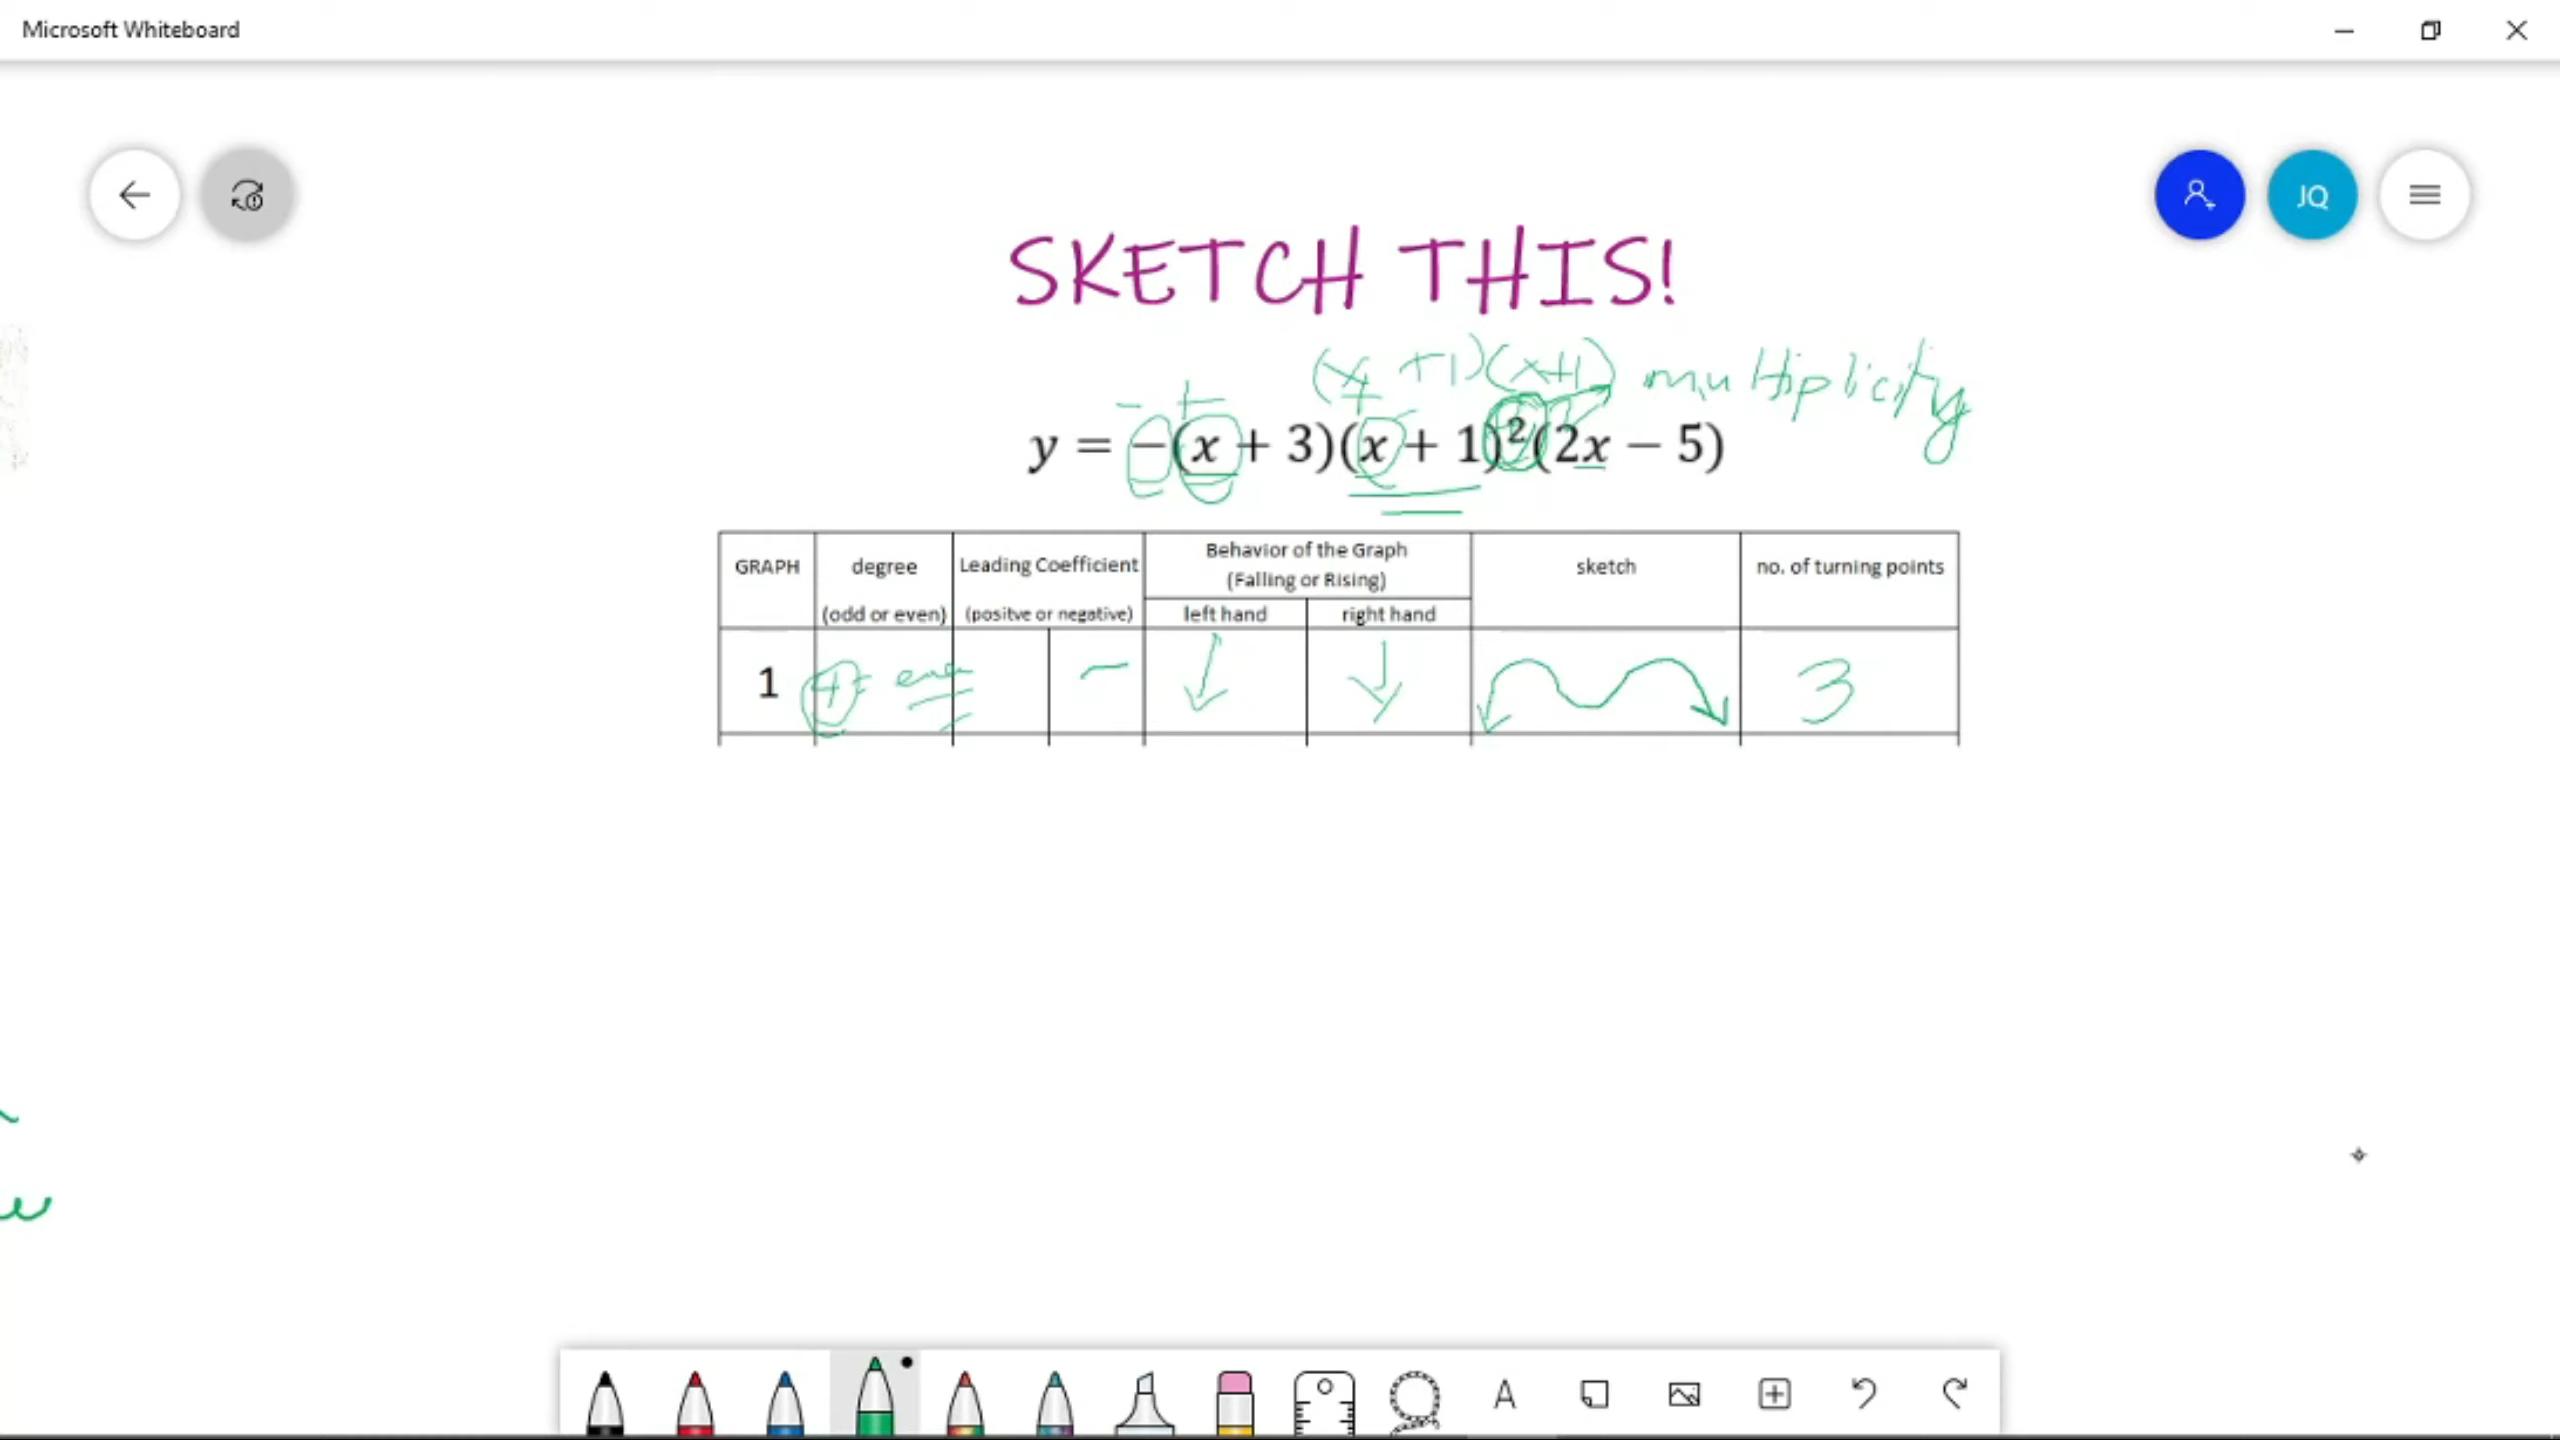 Microsoft Whiteboard
JQ
SKETCH THIS!
(x+1)(x+1) multiplicity
- +
y = −(x + 3)(x + 1)²(2x − 5)
GRAPH degree (odd or even) Leading Coefficient (positve or negative) Behavior of the Graph (Falling or Rising) left hand right hand sketch no. of turning points
1 4 = even − 3
A